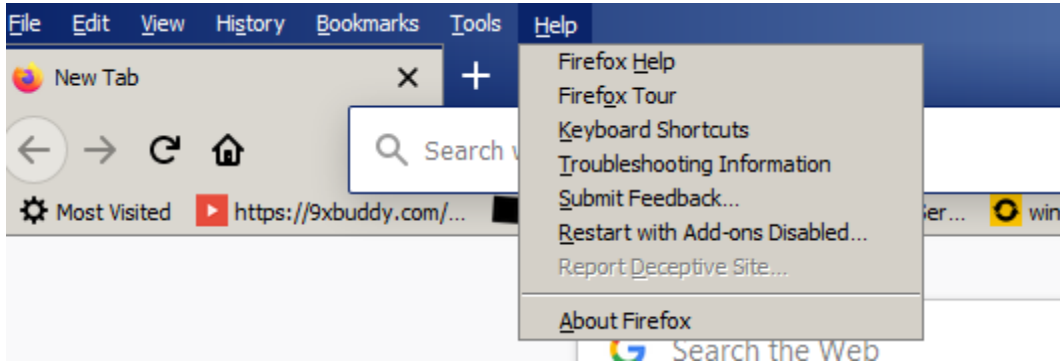 File Edit View History Bookmarks Tools Help
New Tab
Firefox Help
Firefox Tour
Keyboard Shortcuts
Search
Troubleshooting Information
Submit Feedback...
Most Visited https://9xbuddy.com/... er... win
Restart with Add-ons Disabled...
Report Deceptive Site...
About Firefox
Search the Web